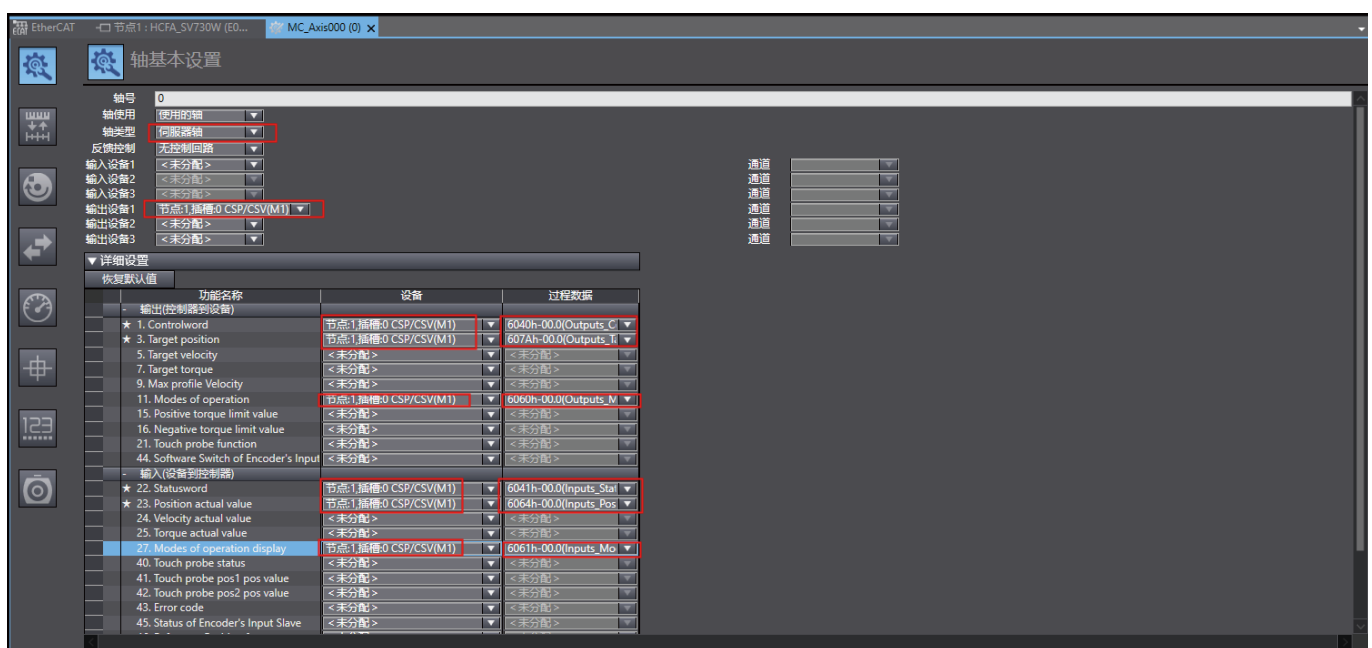 EtherCAT 节点1 : HCFA_SV730W (E0... MC_Axis000 (0) x
轴基本设置
轴号 0
轴使用 使用的轴
轴类型 伺服器轴
反馈控制 无控制回路
输入设备1 <未分配> 通道
输入设备2 <未分配> 通道
输入设备3 <未分配> 通道
输出设备1 节点:1,插槽:0 CSP/CSV(M1) 通道
输出设备2 <未分配> 通道
输出设备3 <未分配> 通道
▼详细设置
恢复默认值
功能名称 设备 过程数据
- 输出(控制器到设备)
★ 1. Controlword 节点:1,插槽:0 CSP/CSV(M1) 6040h-00.0(Outputs_C
★ 3. Target position 节点:1,插槽:0 CSP/CSV(M1) 607Ah-00.0(Outputs_Ta
5. Target velocity <未分配> <未分配>
7. Target torque <未分配> <未分配>
9. Max profile Velocity <未分配> <未分配>
11. Modes of operation 节点:1,插槽:0 CSP/CSV(M1) 6060h-00.0(Outputs_M
15. Positive torque limit value <未分配> <未分配>
16. Negative torque limit value <未分配> <未分配>
21. Touch probe function <未分配> <未分配>
44. Software Switch of Encoder's Input <未分配> <未分配>
- 输入(设备到控制器)
★ 22. Statusword 节点:1,插槽:0 CSP/CSV(M1) 6041h-00.0(Inputs_Stat
★ 23. Position actual value 节点:1,插槽:0 CSP/CSV(M1) 6064h-00.0(Inputs_Pos
24. Velocity actual value <未分配> <未分配>
25. Torque actual value <未分配> <未分配>
27. Modes of operation display 节点:1,插槽:0 CSP/CSV(M1) 6061h-00.0(Inputs_Mo
40. Touch probe status <未分配> <未分配>
41. Touch probe pos1 pos value <未分配> <未分配>
42. Touch probe pos2 pos value <未分配> <未分配>
43. Error code <未分配> <未分配>
45. Status of Encoder's Input Slave <未分配> <未分配>